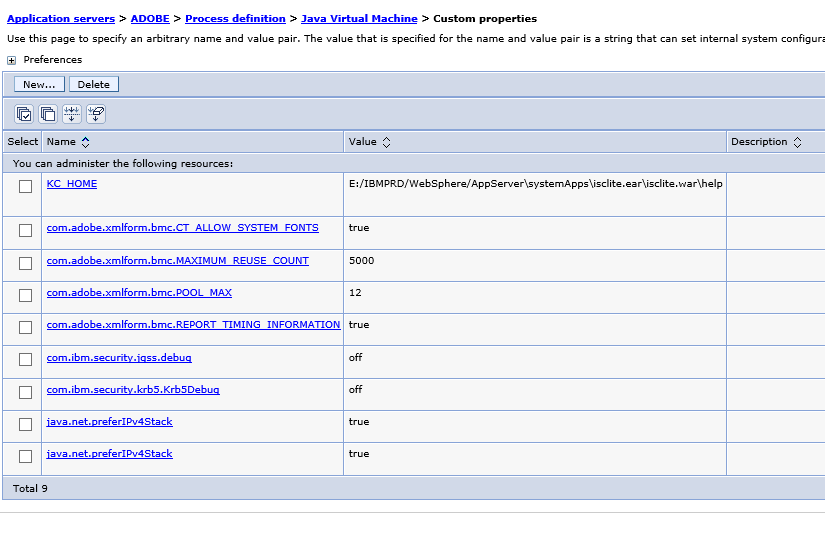 Application servers > ADOBE > Process definition > Java Virtual Machine > Custom properties
Use this page to specify an arbitrary name and value pair. The value that is specified for the name and value pair is a string that can set internal system configura
Preferences
New... Delete
Select Name Value Description
You can administer the following resources:
KC_HOME E:/IBMPRD/WebSphere/AppServer\systemApps\isclite.ear\isclite.war\help
com.adobe.xmlform.bmc.CT_ALLOW_SYSTEM_FONTS true
com.adobe.xmlform.bmc.MAXIMUM_REUSE_COUNT 5000
com.adobe.xmlform.bmc.POOL_MAX 12
com.adobe.xmlform.bmc.REPORT_TIMING_INFORMATION true
com.ibm.security.jgss.debug off
com.ibm.security.krb5.Krb5Debug off
java.net.preferIPv4Stack true
java.net.preferIPv4Stack true
Total 9